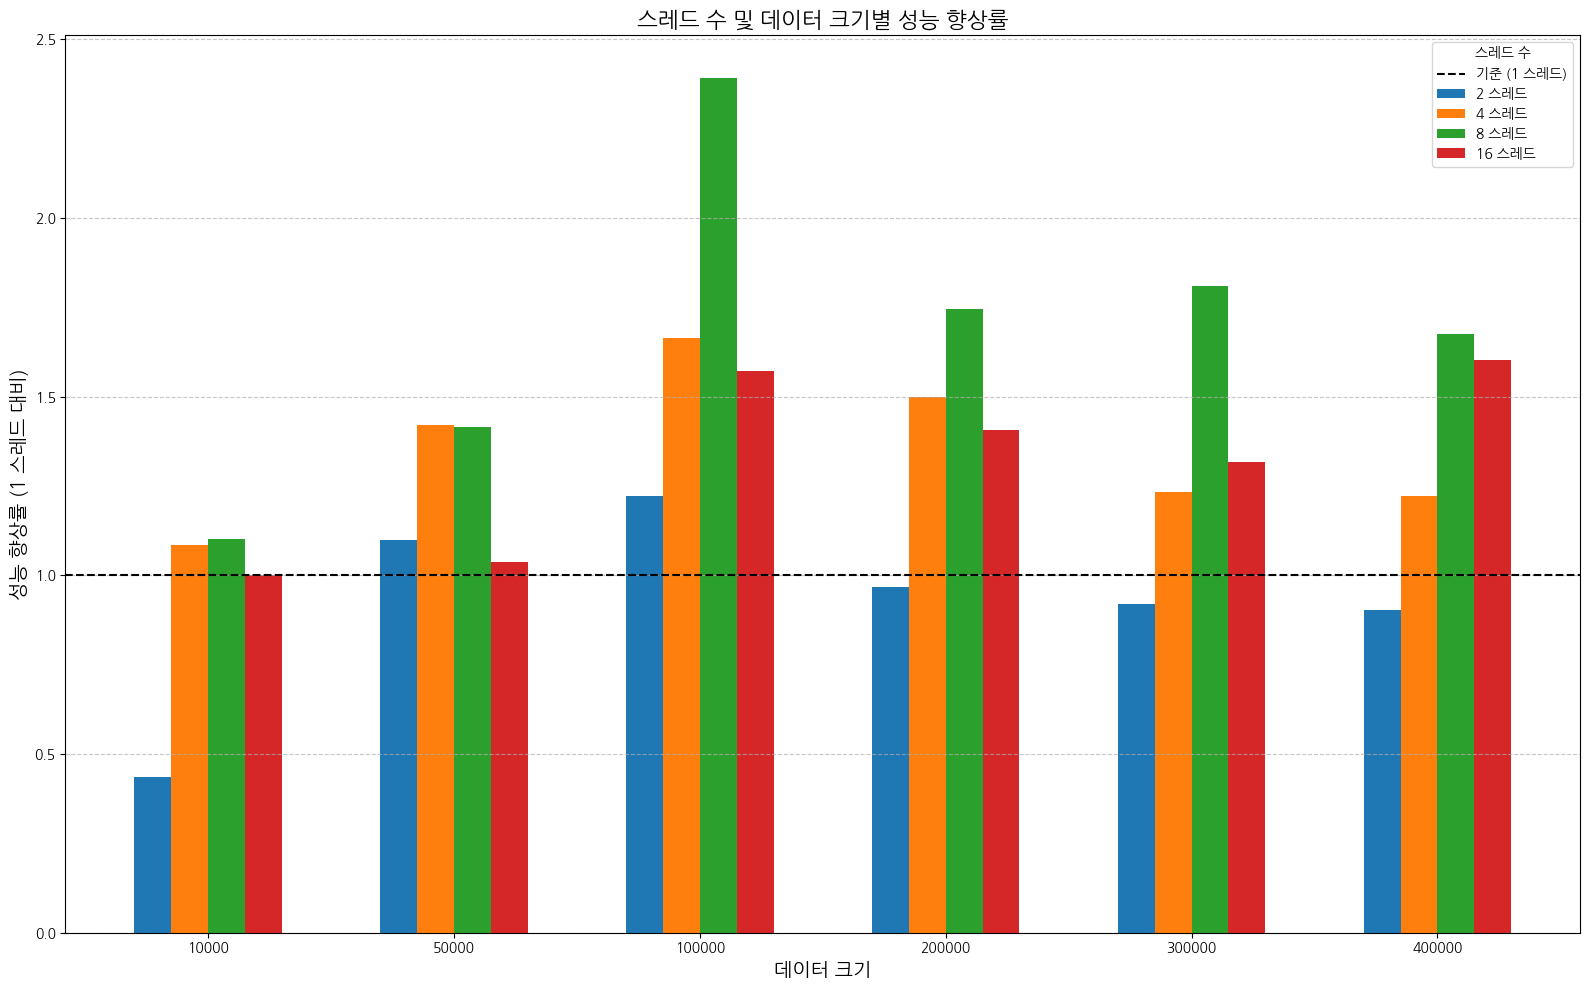 스레드 수 및 데이터 크기별 성능 향상률
스레드 수
기준 (1 스레드)
2 스레드
4 스레드
8 스레드
16 스레드
성능 향상률 (1 스레드 대비)
2.5
2.0
1.5
1.0
0.5
0.0
10000
50000
100000
200000
300000
400000
데이터 크기